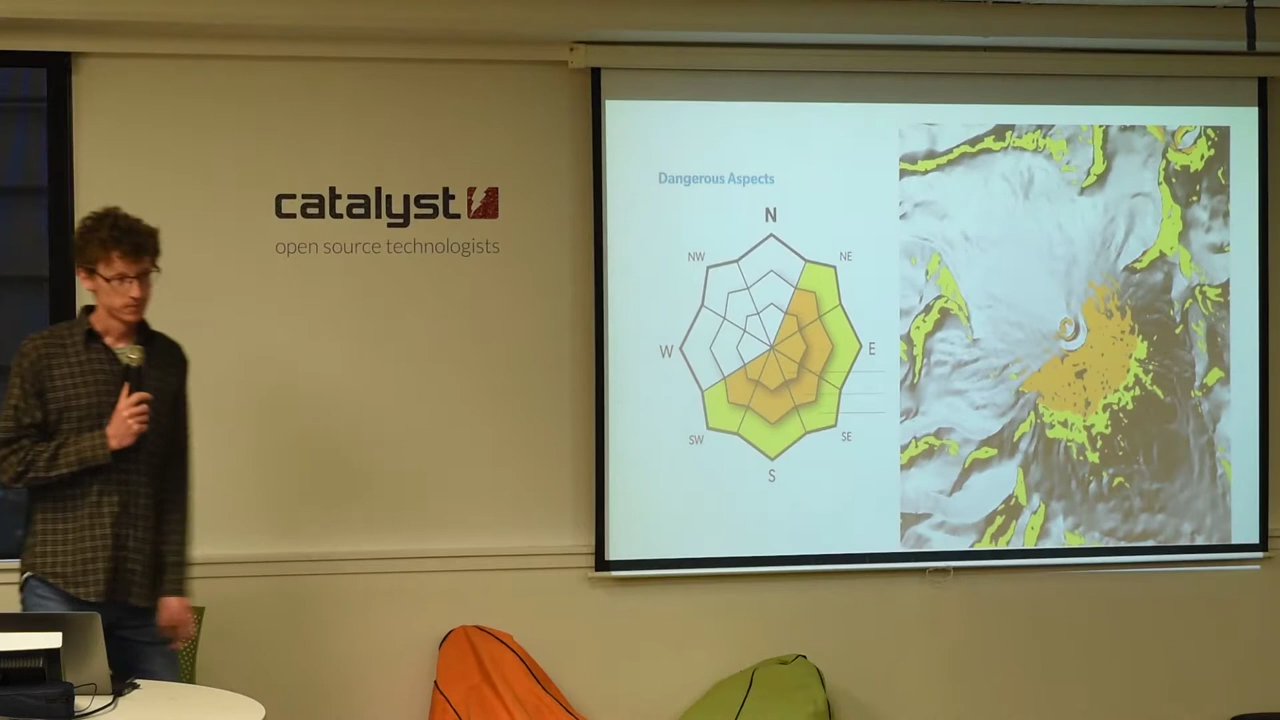 catalyst
open source technologists
Dangerous Aspects
N
NW
NE
W
E
SW
SE
S